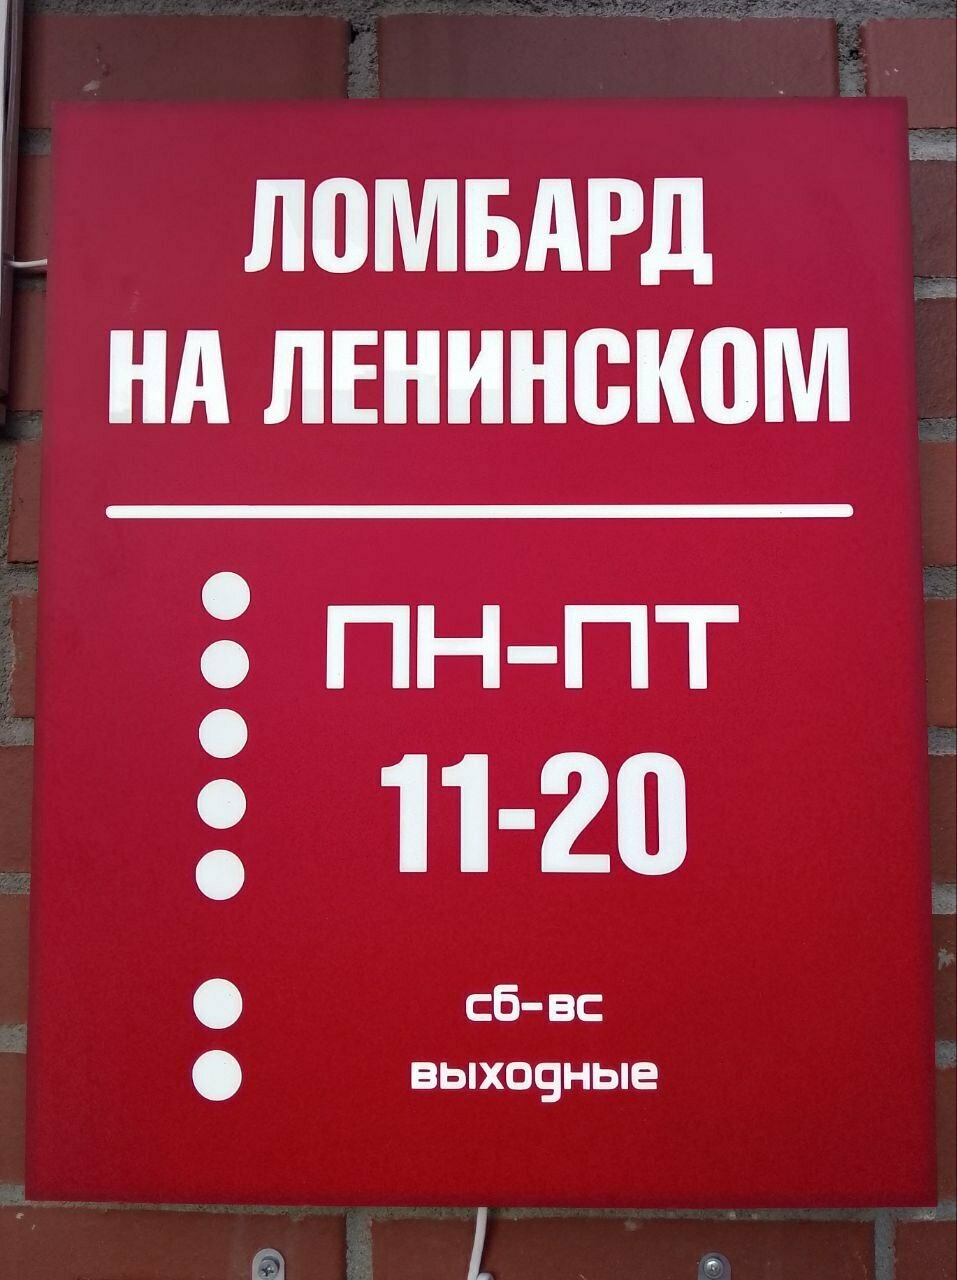 ЛОМБАРД
НА ЛЕНИНСКОМ
ПН-ПТ
11-20
сб-вс
выходные